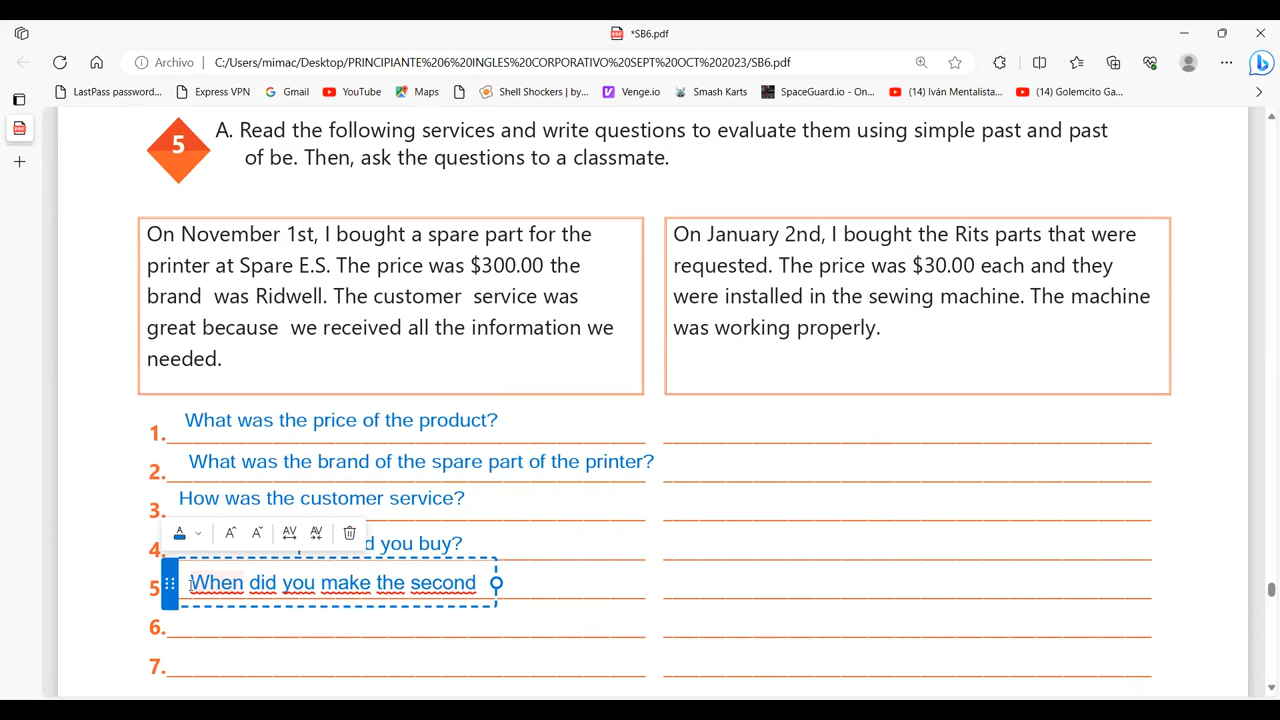 *SB6.pdf
Archivo
C:/Users/mimac/Desktop/PRINCIPIANTE%206%20INGLES%20CORPORATIVO%20SEPT%20OCT%202023/SB6.pdf
LastPass password...
Express VPN
Gmail
YouTube
Maps
Shell Shockers | by...
Venge.io
Smash Karts
SpaceGuard.io - On...
(14) Iván Mentalista...
(14) Golemcito Ga...
5
A. Read the following services and write questions to evaluate them using simple past and past
of be. Then, ask the questions to a classmate.
On November 1st, I bought a spare part for the
printer at Spare E.S. The price was $300.00 the
brand was Ridwell. The customer service was
great because we received all the information we
needed.
On January 2nd, I bought the Rits parts that were
requested. The price was $30.00 each and they
were installed in the sewing machine. The machine
was working properly.
1. What was the price of the product?
2. What was the brand of the spare part of the printer?
3. How was the customer service?
4. d you buy?
5 When did you make the second
6.
7.